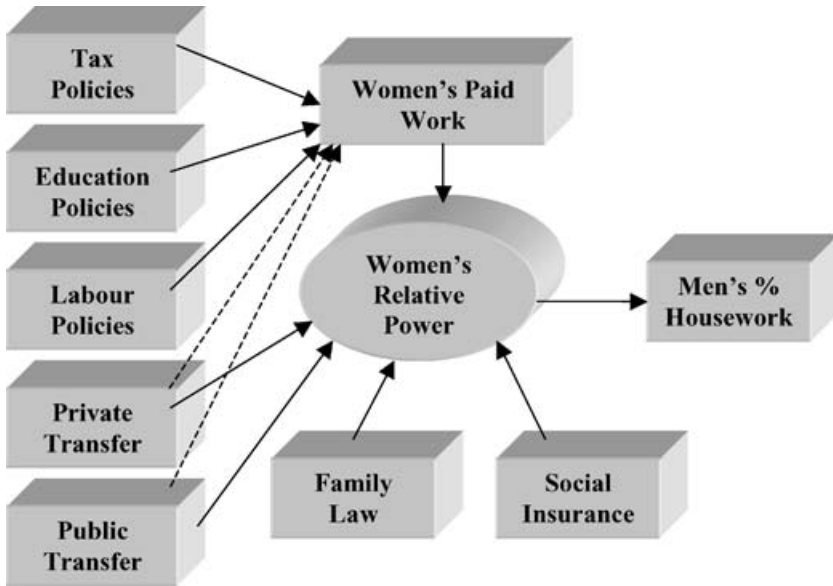 Tax
Policies
Women's Paid
Work
Education
Policies
Labour
Policies
Women's
Relative
Power
Men's %
Housework
Private
Transfer
Family
Law
Social
Insurance
Public
Transfer